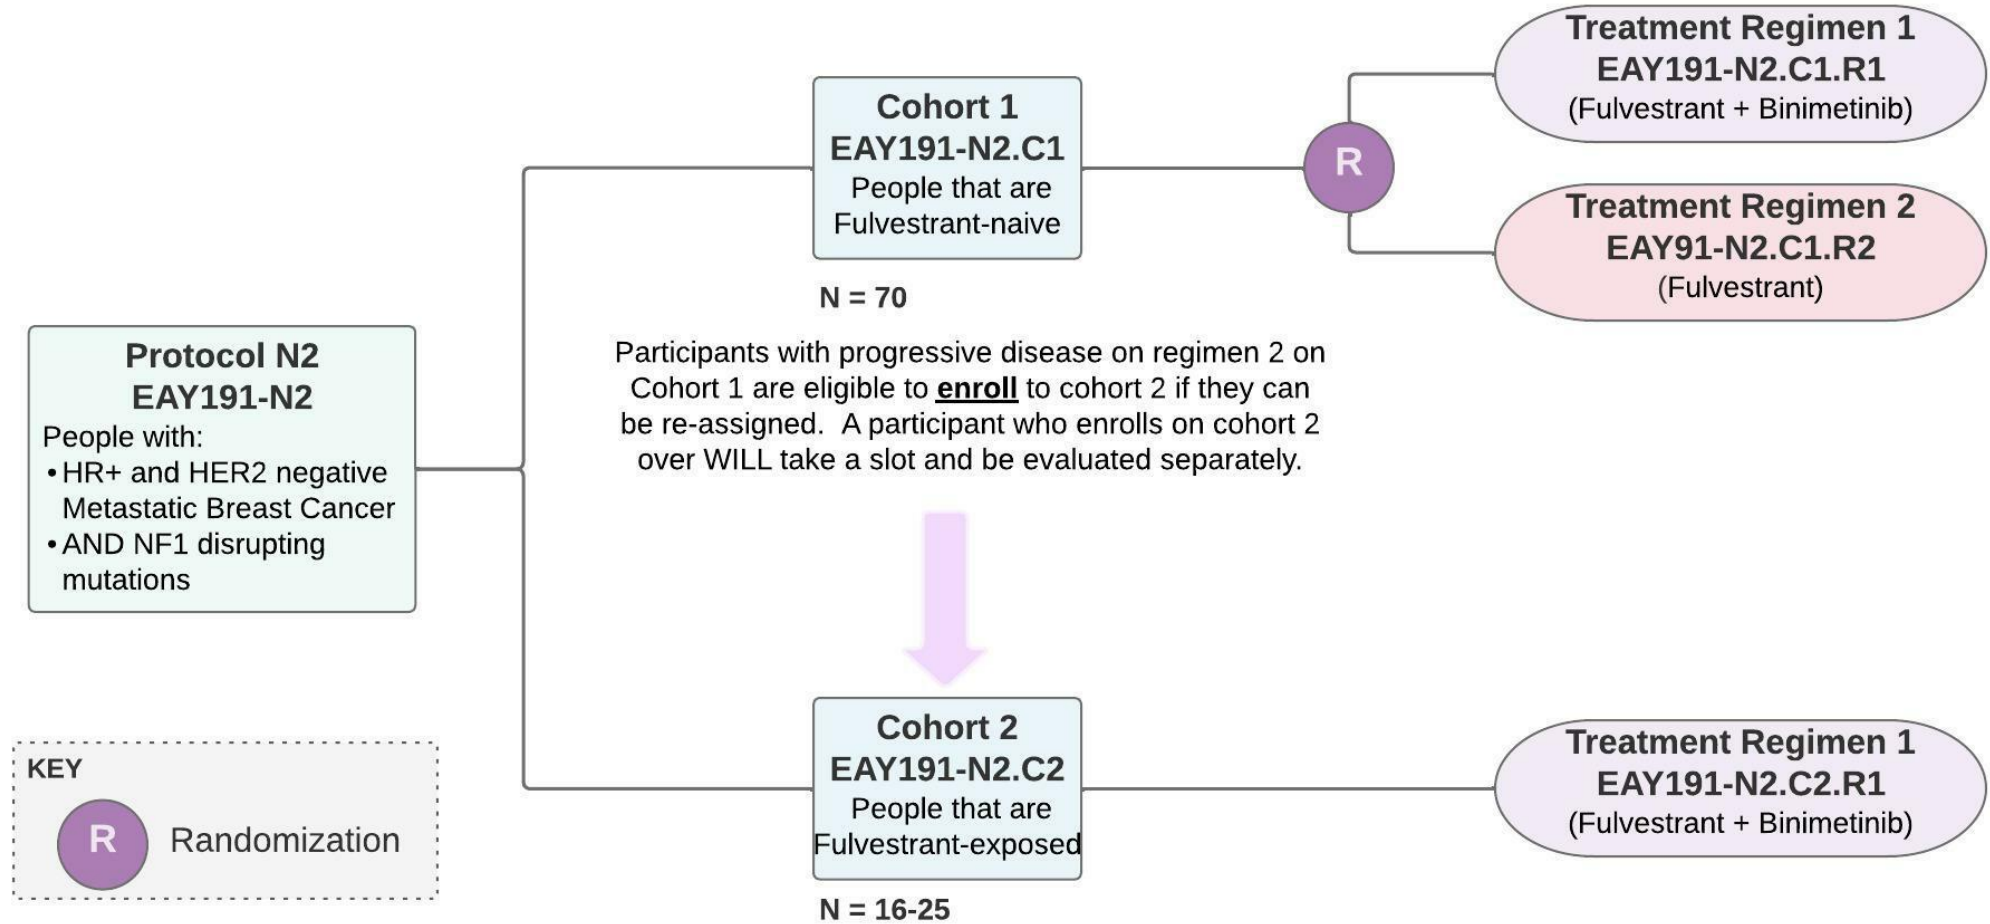 Protocol N2
EAY191-N2
People with:
• HR+ and HER2 negative
Metastatic Breast Cancer
• AND NF1 disrupting
mutations
Cohort 1
EAY191-N2.C1
People that are
Fulvestrant-naive
N = 70
R
Treatment Regimen 1
EAY191-N2.C1.R1
(Fulvestrant + Binimetinib)
Treatment Regimen 2
EAY91-N2.C1.R2
(Fulvestrant)
Participants with progressive disease on regimen 2 on
Cohort 1 are eligible to enroll to cohort 2 if they can
be re-assigned.  A participant who enrolls on cohort 2
over WILL take a slot and be evaluated separately.
Cohort 2
EAY191-N2.C2
People that are
Fulvestrant-exposed
N = 16-25
Treatment Regimen 1
EAY191-N2.C2.R1
(Fulvestrant + Binimetinib)
KEY
R Randomization